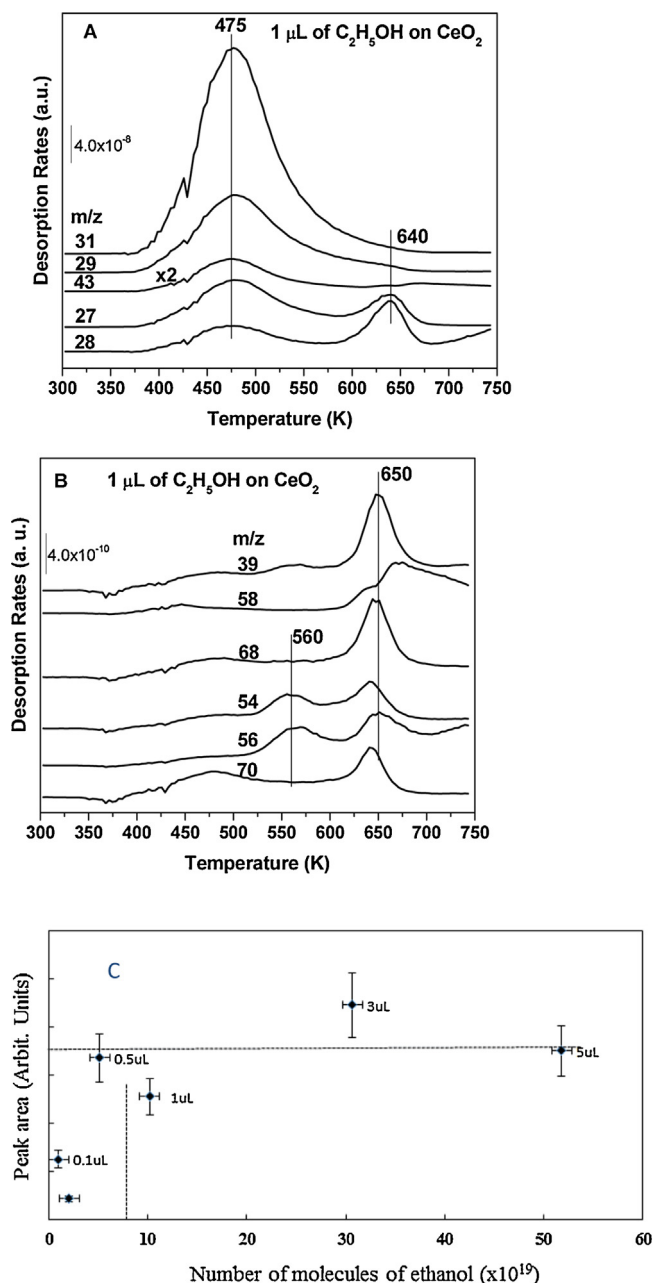 A
475
1 μL of C₂H₅OH on CeO₂
4.0x10⁻⁸
m/z
31
640
29
43
x2
27
28
Desorption Rates (a.u.)
300 350 400 450 500 550 600 650 700 750
Temperature (K)
B
1 μL of C₂H₅OH on CeO₂
650
4.0x10⁻¹⁰
m/z
39
58
560
68
54
56
70
Desorption Rates (a. u.)
300 350 400 450 500 550 600 650 700 750
Temperature (K)
C
3uL
0.5uL
5uL
1uL
0.1uL
Peak area (Arbit. Units)
0 10 20 30 40 50 60
Number of molecules of ethanol (x10¹⁹)